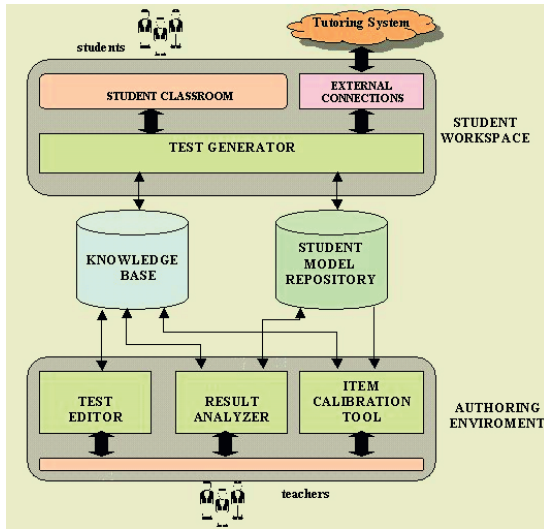 Tutoring System
students
STUDENT CLASSROOM
EXTERNAL
CONNECTIONS
TEST GENERATOR
STUDENT
WORKSPACE
KNOWLEDGE
BASE
STUDENT
MODEL
REPOSITORY
TEST
EDITOR
RESULT
ANALYZER
ITEM
CALIBRATION
TOOL
AUTHORING
ENVIROMENT
teachers